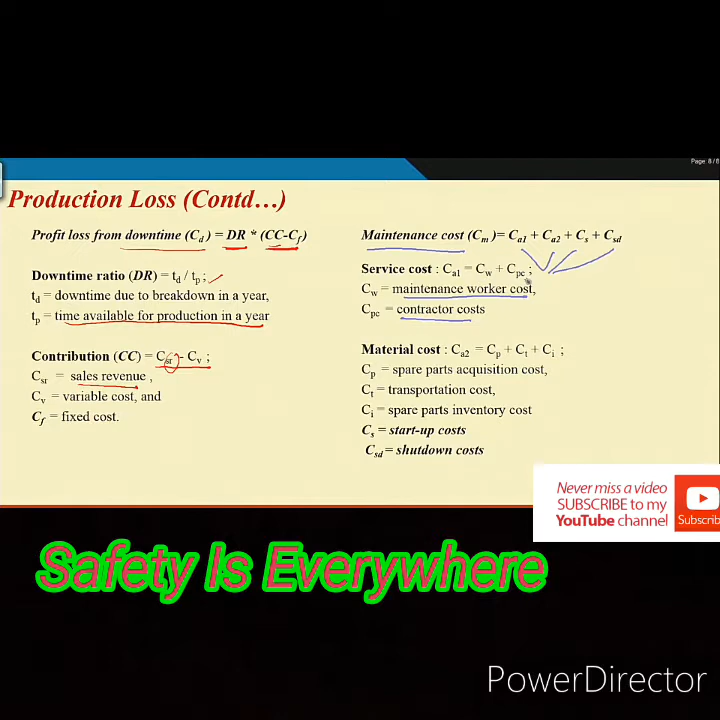 Page: 8 / 8
Production Loss (Contd…)
Profit loss from downtime (Cd) = DR * (CC-Cf)
Downtime ratio (DR) = td / tp ;
td = downtime due to breakdown in a year,
tp = time available for production in a year
Contribution (CC) = Csr - Cv ;
Csr = sales revenue ,
Cv = variable cost, and
Cf = fixed cost.
Maintenance cost (Cm)= Ca1 + Ca2 + Cs + Csd
Service cost : Ca1 = Cw + Cpc ;
Cw = maintenance worker cost,
Cpc = contractor costs
Material cost : Ca2 = Cp + Ct + Ci ;
Cp = spare parts acquisition cost,
Ct = transportation cost,
Ci = spare parts inventory cost
Cs = start-up costs
Csd = shutdown costs
Never miss a video
SUBSCRIBE to my
YouTube channel
Subscrib
Safety Is Everywhere
PowerDirector